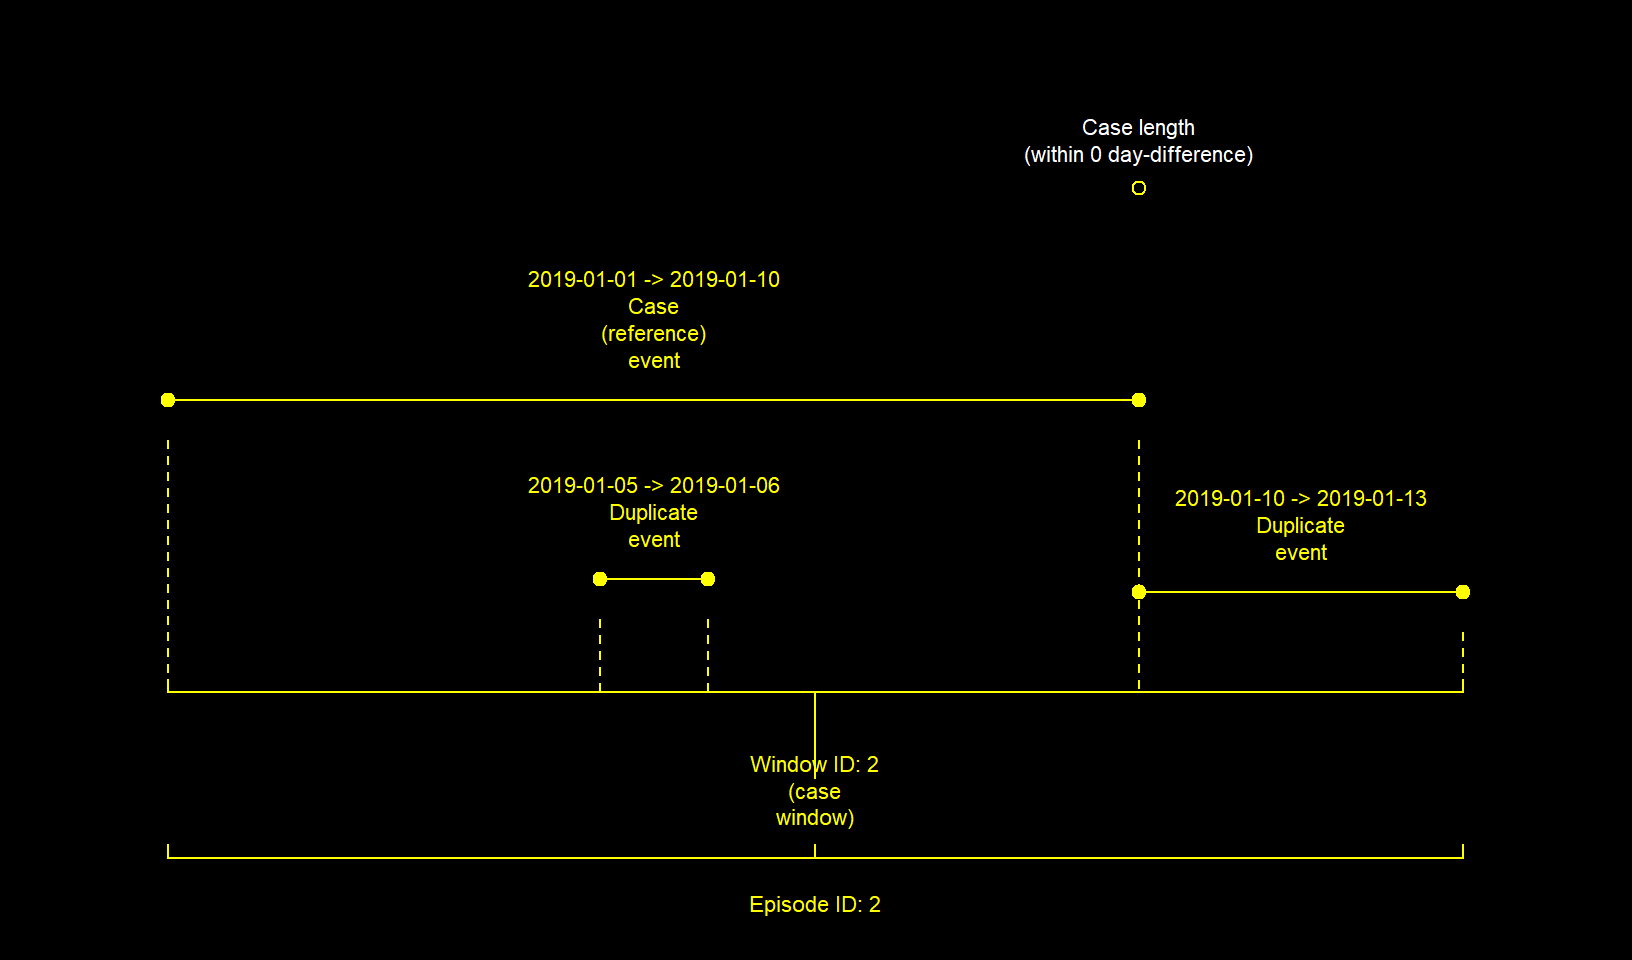 Case length
(within 0 day-difference)
2019-01-01 -> 2019-01-10
Case
(reference)
event
2019-01-05 -> 2019-01-06
Duplicate
event
2019-01-10 -> 2019-01-13
Duplicate
event
Window ID: 2
(case
window)
Episode ID: 2